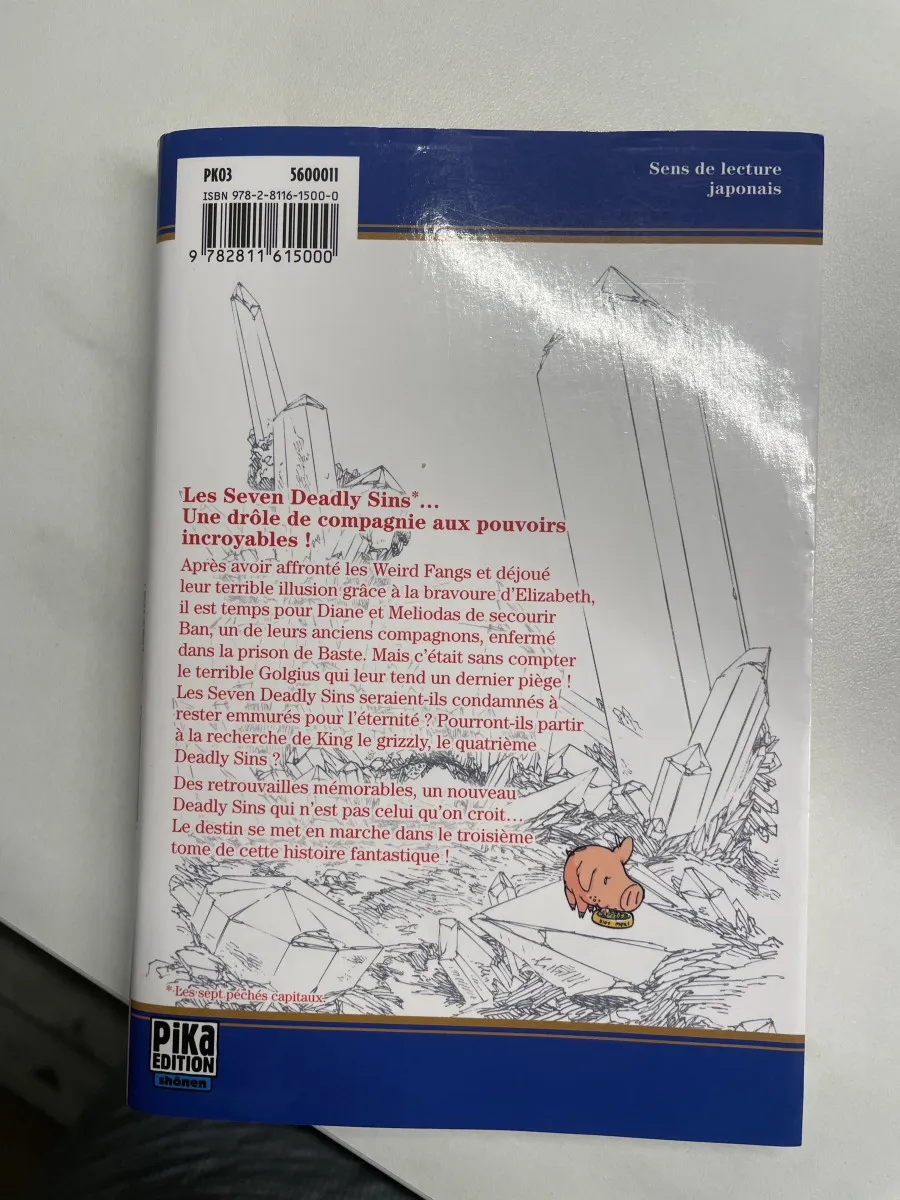 PK03 5600011
ISBN 978-2-8116-1500-0
9 782811 615000
Sens de lecture
japonais
Les Seven Deadly Sins*...
Une drôle de compagnie aux pouvoirs
incroyables !
Après avoir affronté les Weird Fangs et déjoué
leur terrible illusion grâce à la bravoure d'Elizabeth,
il est temps pour Diane et Meliodas de secourir
Ban, un de leurs anciens compagnons, enfermé
dans la prison de Baste. Mais c'était sans compter
le terrible Golgius qui leur tend un dernier piège !
Les Seven Deadly Sins seraient-ils condamnés à
rester emmurés pour l'éternité ? Pourront-ils partir
à la recherche de King le grizzly, le quatrième
Deadly Sins ?
Des retrouvailles mémorables, un nouveau
Deadly Sins qui n'est pas celui qu'on croit...
Le destin se met en marche dans le troisième
tome de cette histoire fantastique !
* Les sept péchés capitaux.
PiKa
EDITION
shônen